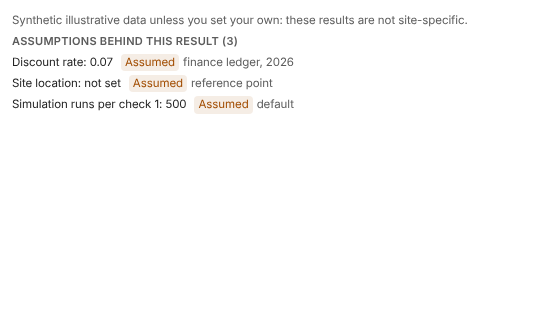 Synthetic illustrative data unless you set your own: these results are not site-specific.
ASSUMPTIONS BEHIND THIS RESULT (3)
Discount rate: 0.07 Assumed finance ledger, 2026
Site location: not set Assumed reference point
Simulation runs per check 1: 500 Assumed default